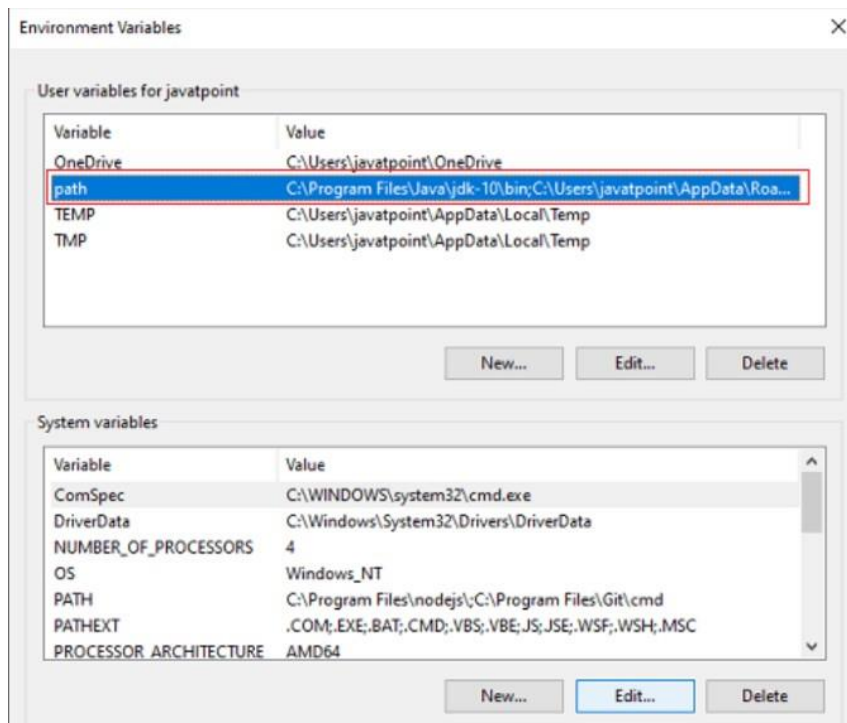 Environment Variables
User variables for javatpoint
Variable Value
OneDrive C:\Users\javatpoint\OneDrive
path C:\Program Files\Java\jdk-10\bin;C:\Users\javatpoint\AppData\Roa...
TEMP C:\Users\javatpoint\AppData\Local\Temp
TMP C:\Users\javatpoint\AppData\Local\Temp
New... Edit... Delete
System variables
Variable Value
ComSpec C:\WINDOWS\system32\cmd.exe
DriverData C:\Windows\System32\Drivers\DriverData
NUMBER_OF_PROCESSORS 4
OS Windows_NT
PATH C:\Program Files\nodejs\;C:\Program Files\Git\cmd
PATHEXT .COM;.EXE;.BAT;.CMD;.VBS;.VBE;.JS;.JSE;.WSF;.WSH;.MSC
PROCESSOR_ARCHITECTURE AMD64
New... Edit... Delete